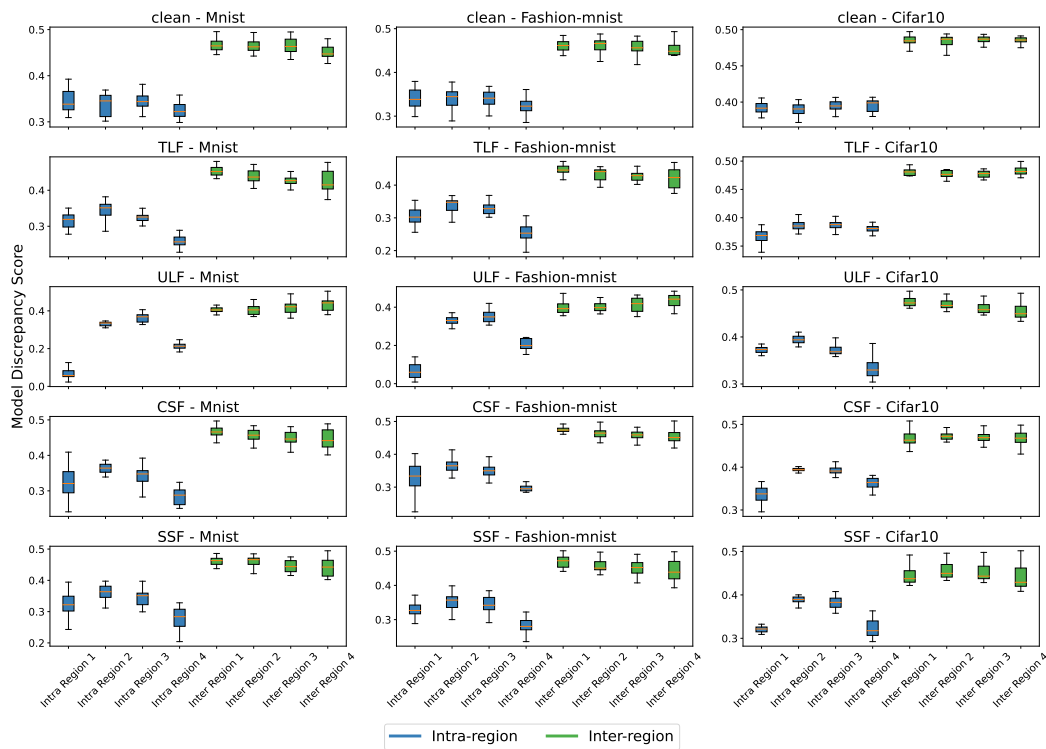 clean - Mnist
clean - Fashion-mnist
clean - Cifar10
0.5
0.4
0.3
0.5
0.4
0.3
0.50
0.45
0.40
TLF - Mnist
TLF - Fashion-mnist
TLF - Cifar10
0.4
0.3
0.5
0.4
0.3
0.2
0.50
0.45
0.40
0.35
ULF - Mnist
ULF - Fashion-mnist
ULF - Cifar10
0.4
0.2
0.0
0.4
0.2
0.0
0.5
0.4
0.3
CSF - Mnist
CSF - Fashion-mnist
CSF - Cifar10
0.5
0.4
0.3
0.5
0.4
0.3
0.5
0.4
0.3
SSF - Mnist
SSF - Fashion-mnist
SSF - Cifar10
0.5
0.4
0.3
0.2
0.5
0.4
0.3
0.5
0.4
0.3
Model Discrepancy Score
Intra Region 1
Intra Region 2
Intra Region 3
Intra Region 4
Inter Region 1
Inter Region 2
Inter Region 3
Inter Region 4
Intra Region 1
Intra Region 2
Intra Region 3
Intra Region 4
Inter Region 1
Inter Region 2
Inter Region 3
Inter Region 4
Intra Region 1
Intra Region 2
Intra Region 3
Intra Region 4
Inter Region 1
Inter Region 2
Inter Region 3
Inter Region 4
Intra-region
Inter-region